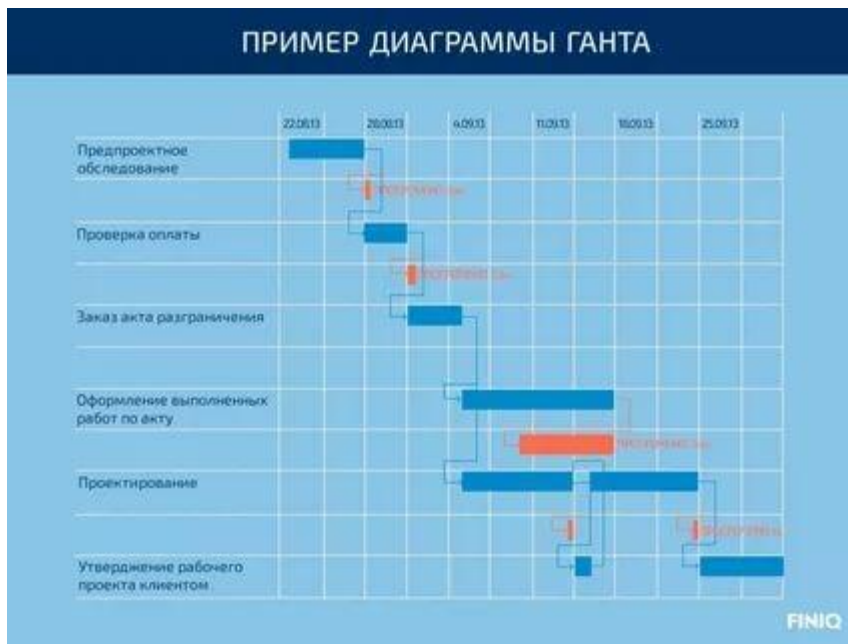 ПРИМЕР ДИАГРАММЫ ГАНТА
22.08.13 28.08.13 4.09.13 11.09.13 18.09.13 25.09.13
Предпроектное
обследование
Проверка оплаты
Заказ акта разграничения
Оформление выполненных
работ по акту
Проектирование
Утверджение рабочего
проекта клиентом
FINIQ